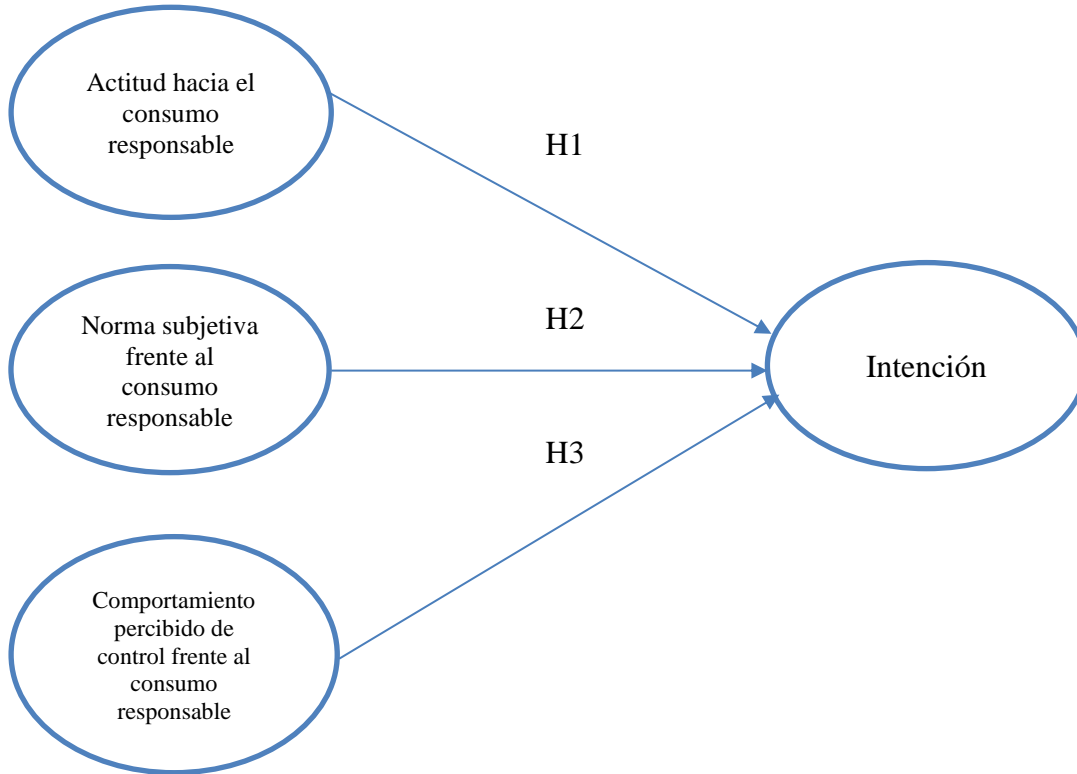 Actitud hacia el
consumo
responsable
H1
Norma subjetiva
frente al
consumo
responsable
H2
Intención
H3
Comportamiento
percibido de
control frente al
consumo
responsable